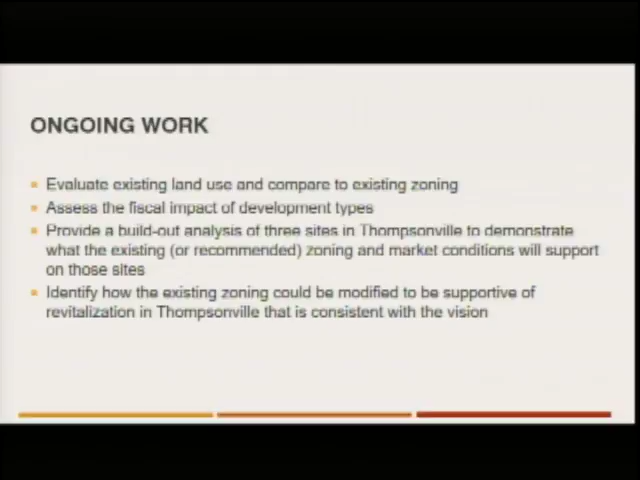 ONGOING WORK
Evaluate existing land use and compare to existing zoning
Assess the fiscal impact of development types
Provide a build-out analysis of three sites in Thompsonville to demonstrate
what the existing (or recommended) zoning and market conditions will support
on those sites
Identify how the existing zoning could be modified to be supportive of
revitalization in Thompsonville that is consistent with the vision